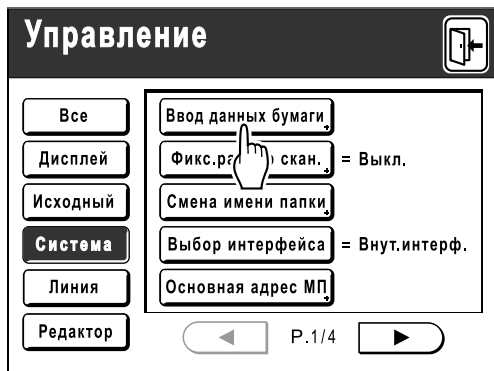 Управление
Все
Ввод данных бумаги
Дисплей
скан. = Выкл.
Исходный
Смена имени папки
Система
Выбор интерфейса = Внут.интерф.
Линия
Основная адрес МП
Редактор
P.1/4